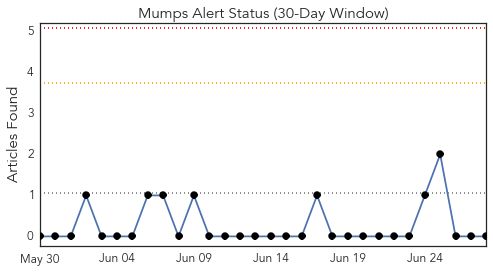 Mumps Alert Status (30-Day Window)
Articles Found
5
4
3
2
1
0
May 30
Jun 04
Jun 09
Jun 14
Jun 19
Jun 24